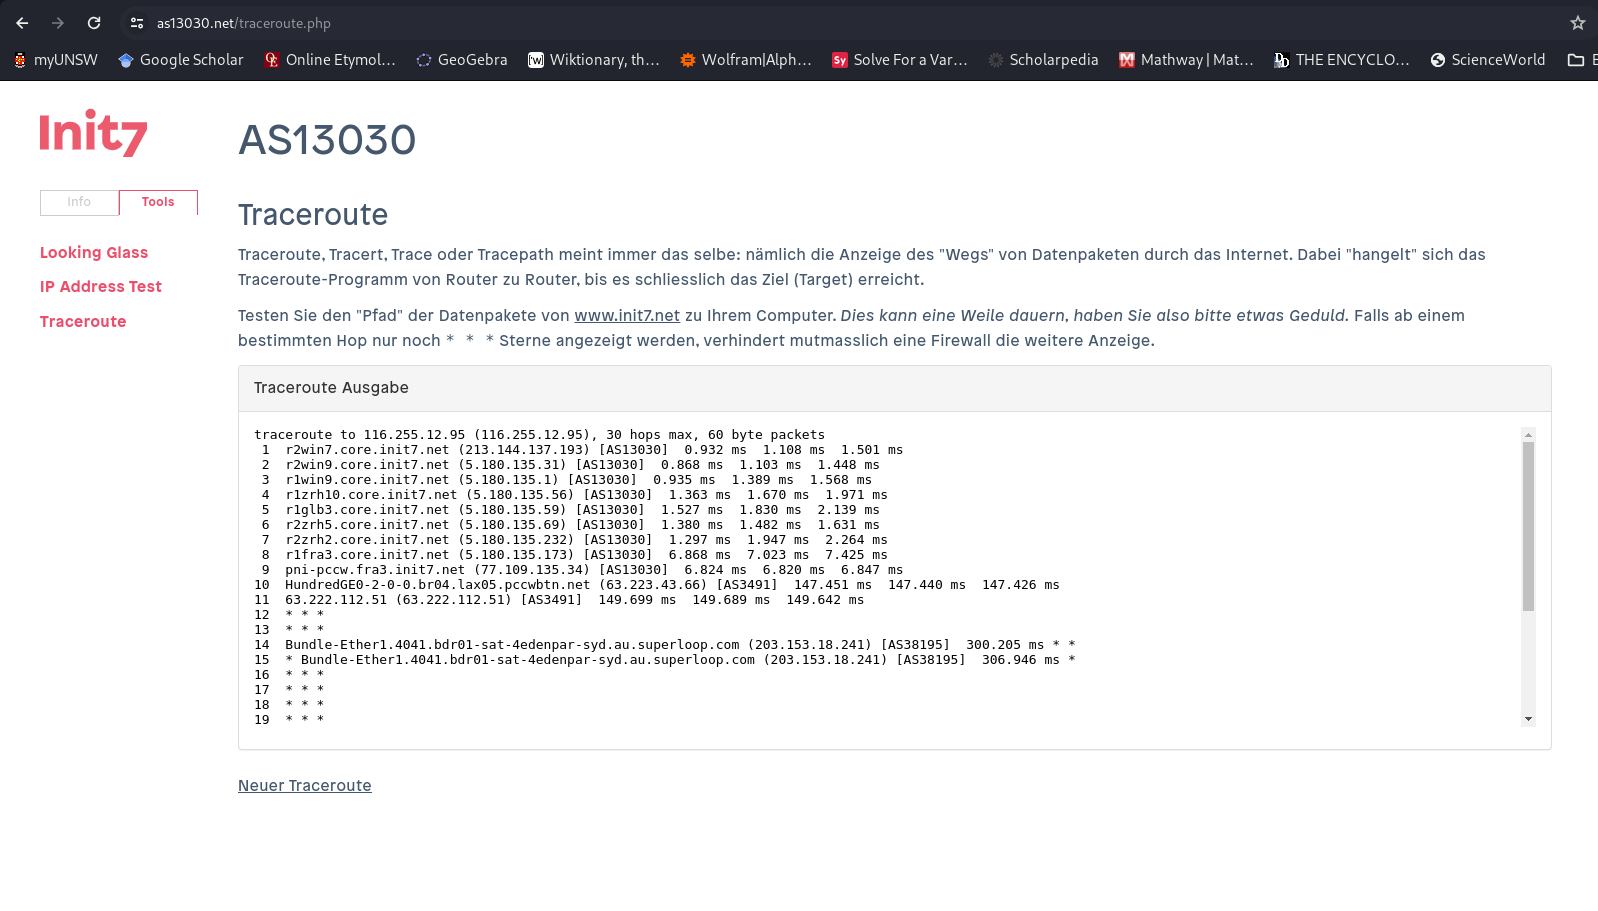 as13030.net/traceroute.php
myUNSW Google Scholar Online Etymol... GeoGebra Wiktionary, th... Wolfram|Alph... Solve For a Var... Scholarpedia Mathway | Mat... THE ENCYCLO... ScienceWorld
Init7
AS13030
Info Tools
Looking Glass
IP Address Test
Traceroute
Traceroute
Traceroute, Tracert, Trace oder Tracepath meint immer das selbe: nämlich die Anzeige des "Wegs" von Datenpaketen durch das Internet. Dabei "hangelt" sich das
Traceroute-Programm von Router zu Router, bis es schliesslich das Ziel (Target) erreicht.
Testen Sie den "Pfad" der Datenpakete von www.init7.net zu Ihrem Computer. Dies kann eine Weile dauern, haben Sie also bitte etwas Geduld. Falls ab einem
bestimmten Hop nur noch * * * Sterne angezeigt werden, verhindert mutmasslich eine Firewall die weitere Anzeige.
Traceroute Ausgabe
traceroute to 116.255.12.95 (116.255.12.95), 30 hops max, 60 byte packets
1 r2win7.core.init7.net (213.144.137.193) [AS13030] 0.932 ms 1.108 ms 1.501 ms
2 r2win9.core.init7.net (5.180.135.31) [AS13030] 0.868 ms 1.103 ms 1.448 ms
3 r1win9.core.init7.net (5.180.135.1) [AS13030] 0.935 ms 1.389 ms 1.568 ms
4 r1zrh10.core.init7.net (5.180.135.56) [AS13030] 1.363 ms 1.670 ms 1.971 ms
5 r1glb3.core.init7.net (5.180.135.59) [AS13030] 1.527 ms 1.830 ms 2.139 ms
6 r2zrh5.core.init7.net (5.180.135.69) [AS13030] 1.380 ms 1.482 ms 1.631 ms
7 r2zrh2.core.init7.net (5.180.135.232) [AS13030] 1.297 ms 1.947 ms 2.264 ms
8 r1fra3.core.init7.net (5.180.135.173) [AS13030] 6.868 ms 7.023 ms 7.425 ms
9 pni-pccw.fra3.init7.net (77.109.135.34) [AS13030] 6.824 ms 6.820 ms 6.847 ms
10 HundredGE0-2-0-0.br04.lax05.pccwbtn.net (63.223.43.66) [AS3491] 147.451 ms 147.440 ms 147.426 ms
11 63.222.112.51 (63.222.112.51) [AS3491] 149.699 ms 149.689 ms 149.642 ms
12 * * *
13 * * *
14 Bundle-Ether1.4041.bdr01-sat-4edenpar-syd.au.superloop.com (203.153.18.241) [AS38195] 300.205 ms * *
15 * Bundle-Ether1.4041.bdr01-sat-4edenpar-syd.au.superloop.com (203.153.18.241) [AS38195] 306.946 ms *
16 * * *
17 * * *
18 * * *
19 * * *
Neuer Traceroute